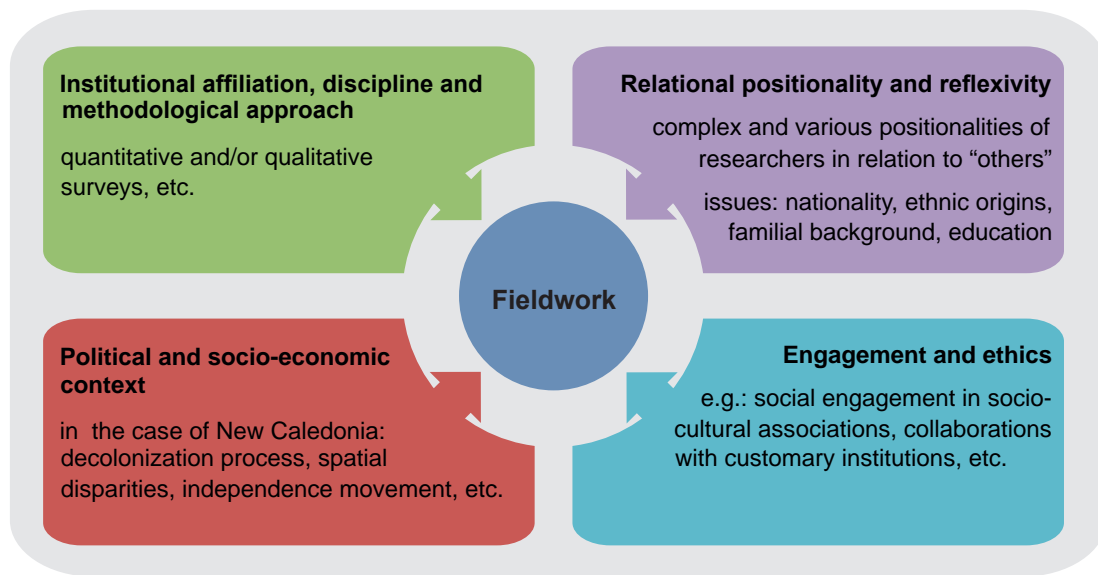 Institutional affiliation, discipline and
methodological approach
quantitative and/or qualitative
surveys, etc.
Relational positionality and reflexivity
complex and various positionalities of
researchers in relation to “others”
issues: nationality, ethnic origins,
familial background, education
Fieldwork
Political and socio-economic
context
in the case of New Caledonia:
decolonization process, spatial
disparities, independence movement, etc.
Engagement and ethics
e.g.: social engagement in socio-
cultural associations, collaborations
with customary institutions, etc.